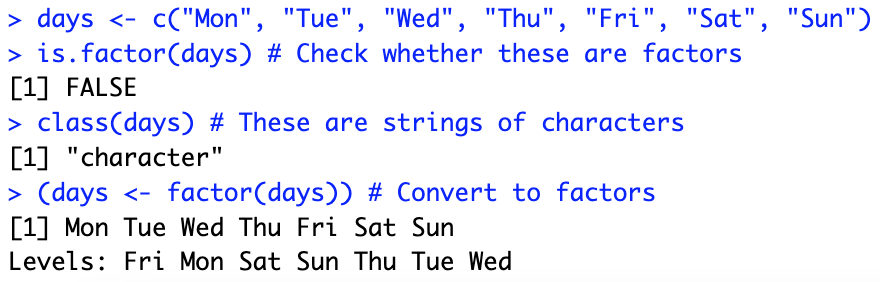 > days <- c("Mon", "Tue", "Wed", "Thu", "Fri", "Sat", "Sun")
> is.factor(days) # Check whether these are factors
[1] FALSE
> class(days) # These are strings of characters
[1] "character"
> (days <- factor(days)) # Convert to factors
[1] Mon Tue Wed Thu Fri Sat Sun
Levels: Fri Mon Sat Sun Thu Tue Wed